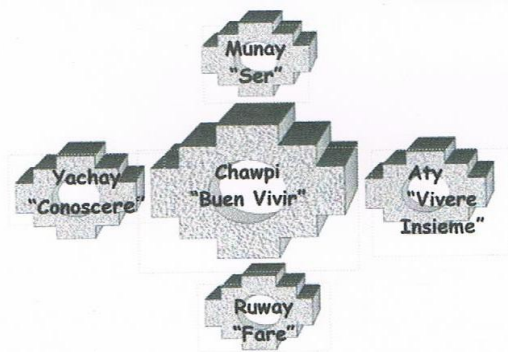 Munay
“Ser”
Yachay
“Conoscere”
Chawpi
“Buen Vivir”
Aty
“Vivere
Insieme”
Ruway
“Fare”